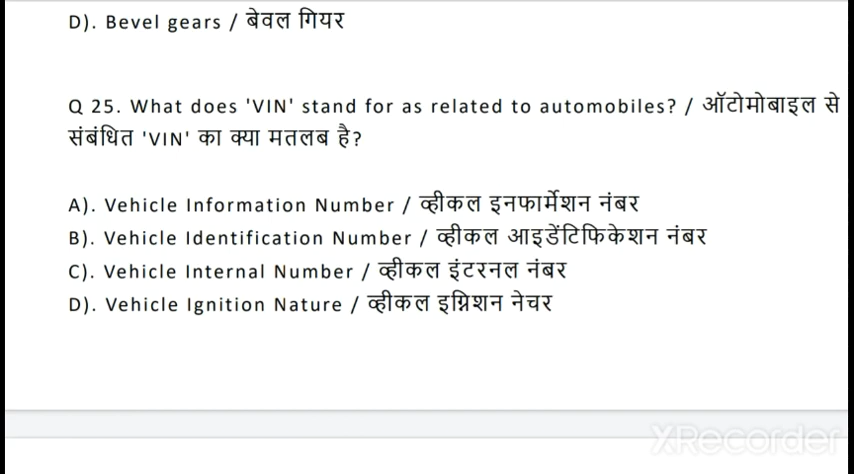 D). Bevel gears / बेवल गियर
Q 25. What does 'VIN' stand for as related to automobiles? / ऑटोमोबाइल से
संबंधित 'VIN' का क्या मतलब है?
A). Vehicle Information Number / व्हीकल इनफार्मेशन नंबर
B). Vehicle Identification Number / व्हीकल आइडेंटिफिकेशन नंबर
C). Vehicle Internal Number / व्हीकल इंटरनल नंबर
D). Vehicle Ignition Nature / व्हीकल इग्निशन नेचर
XRecorder